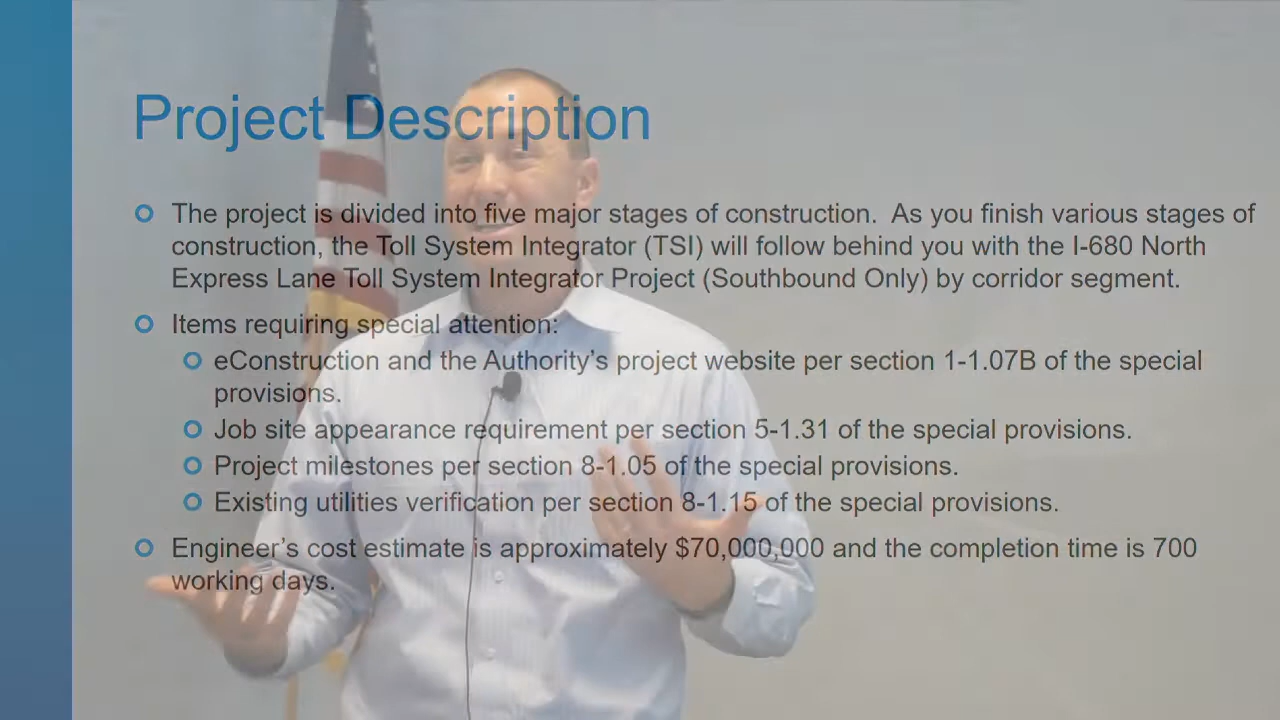 Project Description
The project is divided into five major stages of construction.  As you finish various stages of
construction, the Toll System Integrator (TSI) will follow behind you with the I-680 North
Express Lane Toll System Integrator Project (Southbound Only) by corridor segment.
Items requiring special attention:
eConstruction and the Authority's project website per section 1-1.07B of the special
provisions.
Job site appearance requirement per section 5-1.31 of the special provisions.
Project milestones per section 8-1.05 of the special provisions.
Existing utilities verification per section 8-1.15 of the special provisions.
Engineer's cost estimate is approximately $70,000,000 and the completion time is 700
working days.